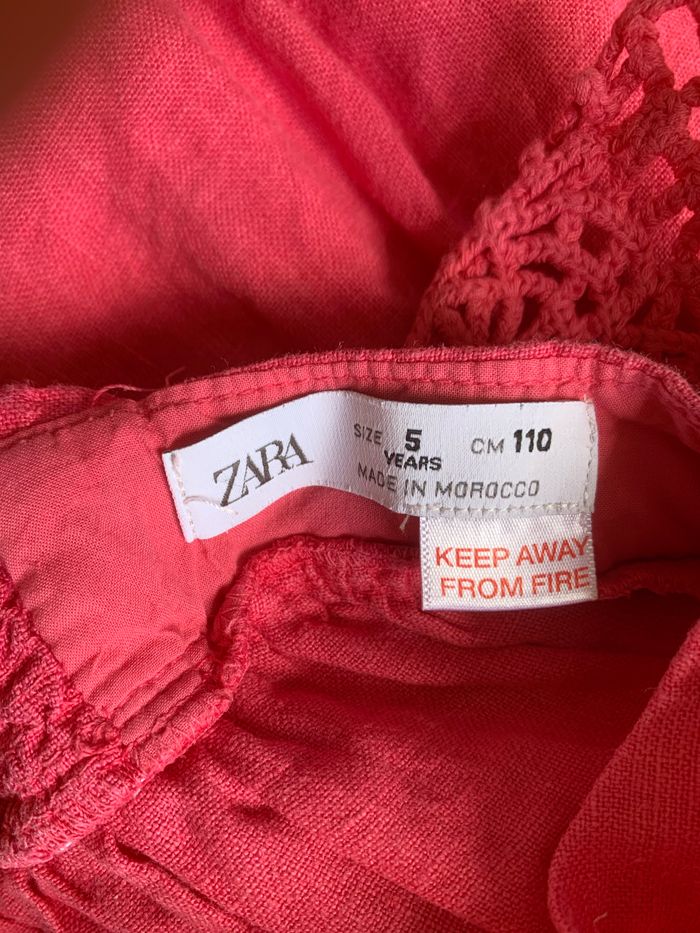 ZARA
SIZE 5 CM 110
YEARS
MADE IN MOROCCO
KEEP AWAY
FROM FIRE